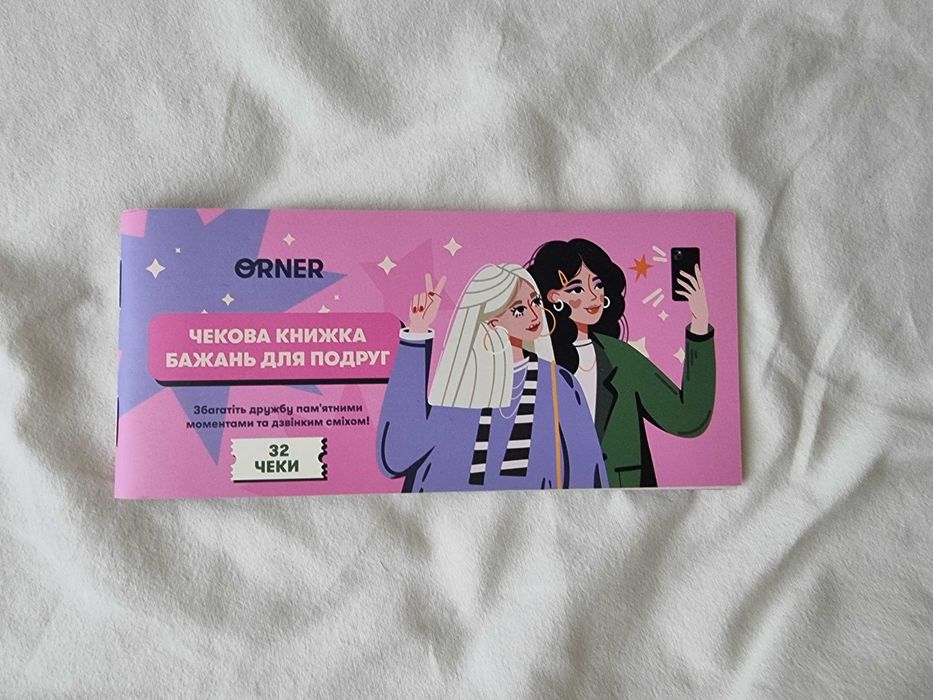 ORNER
ЧЕКОВА КНИЖКА
БАЖАНЬ ДЛЯ ПОДРУГ
Збагатіть дружбу пам'ятними
моментами та дзвінким сміхом!
32
ЧЕКИ